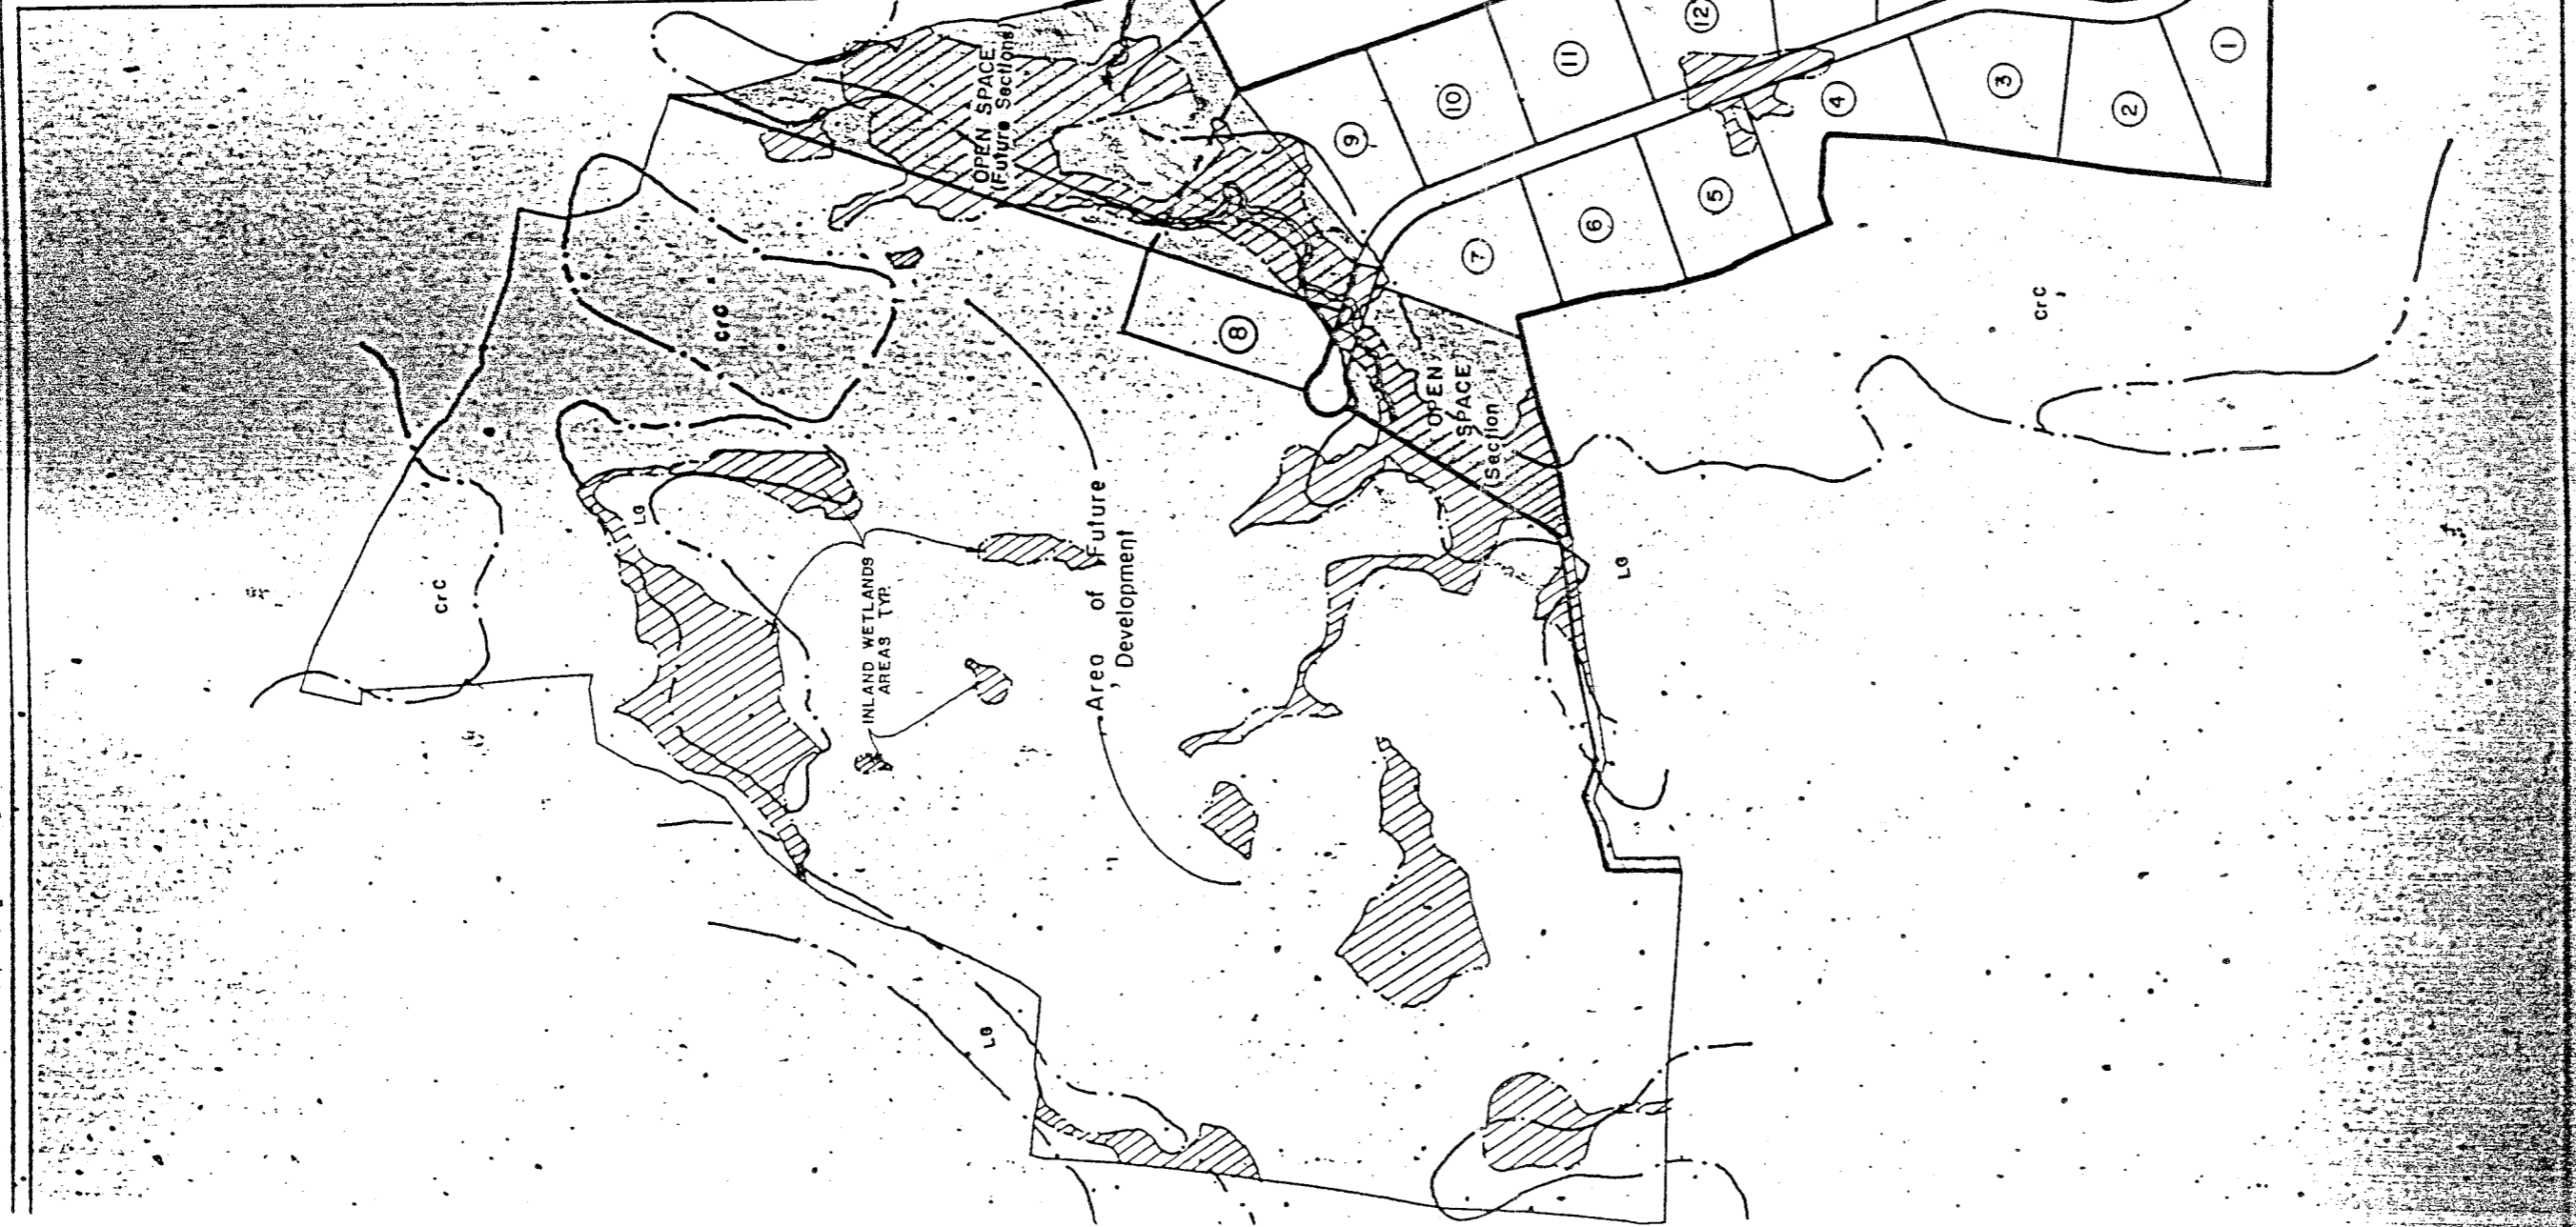 OPEN SPACE
(Future Sections)
12
11
10
9
1
2
3
4
5
6
7
8
CrC
CrC
CrC
OPEN
SPACE
(Section
LG
LG
LG
INLAND WETLANDS
AREAS TYP.
Area of Future
Development